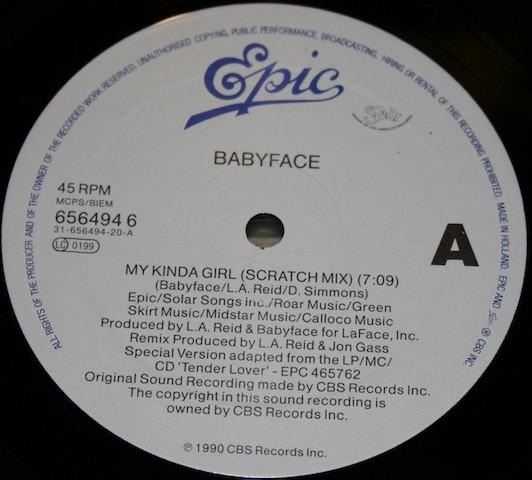 ALL RIGHTS OF THE PRODUCER AND OF THE OWNER OF THE RECORDED WORK RESERVED. UNAUTHORISED COPYING, PUBLIC PERFORMANCE, BROADCASTING, HIRING OR RENTAL OF THIS RECORDING PROHIBITED. MADE IN HOLLAND. EPIC AND
℗ CBS INC.
Epic
BABYFACE
45 RPM
MCPS/BIEM
656494 6
31-656494-20-A
LC 0199
A
MY KINDA GIRL (SCRATCH MIX) (7:09)
(Babyface/L.A. Reid/D. Simmons)
Epic/Solar Songs inc./Roar Music/Green
Skirt Music/Midstar Music/Calloco Music
Produced by L.A. Reid & Babyface for LaFace, Inc.
Remix Produced by L.A. Reid & Jon Gass
Special Version adapted from the LP/MC/
CD 'Tender Lover' - EPC 465762
Original Sound Recording made by CBS Records Inc.
The copyright in this sound recording is
owned by CBS Records Inc.
℗ 1990 CBS Records Inc.